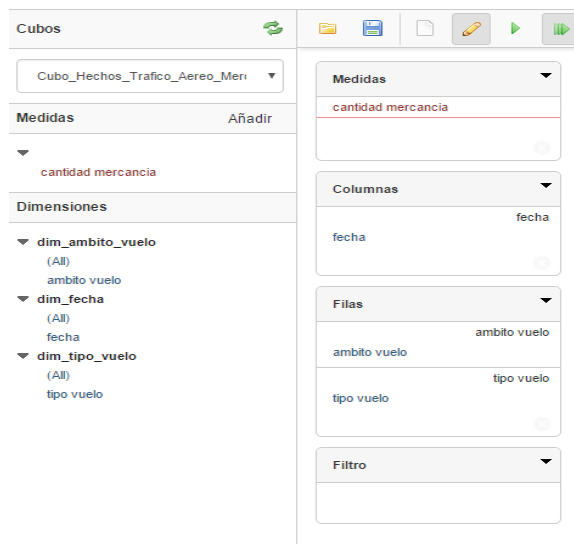 Cubos
Cubo_Hechos_Trafico_Aereo_Mer
Medidas Añadir
cantidad mercancia
Dimensiones
dim_ambito_vuelo
(All)
ambito vuelo
dim_fecha
(All)
fecha
dim_tipo_vuelo
(All)
tipo vuelo
Medidas
cantidad mercancia
Columnas
fecha
fecha
Filas
ambito vuelo
ambito vuelo
tipo vuelo
tipo vuelo
Filtro